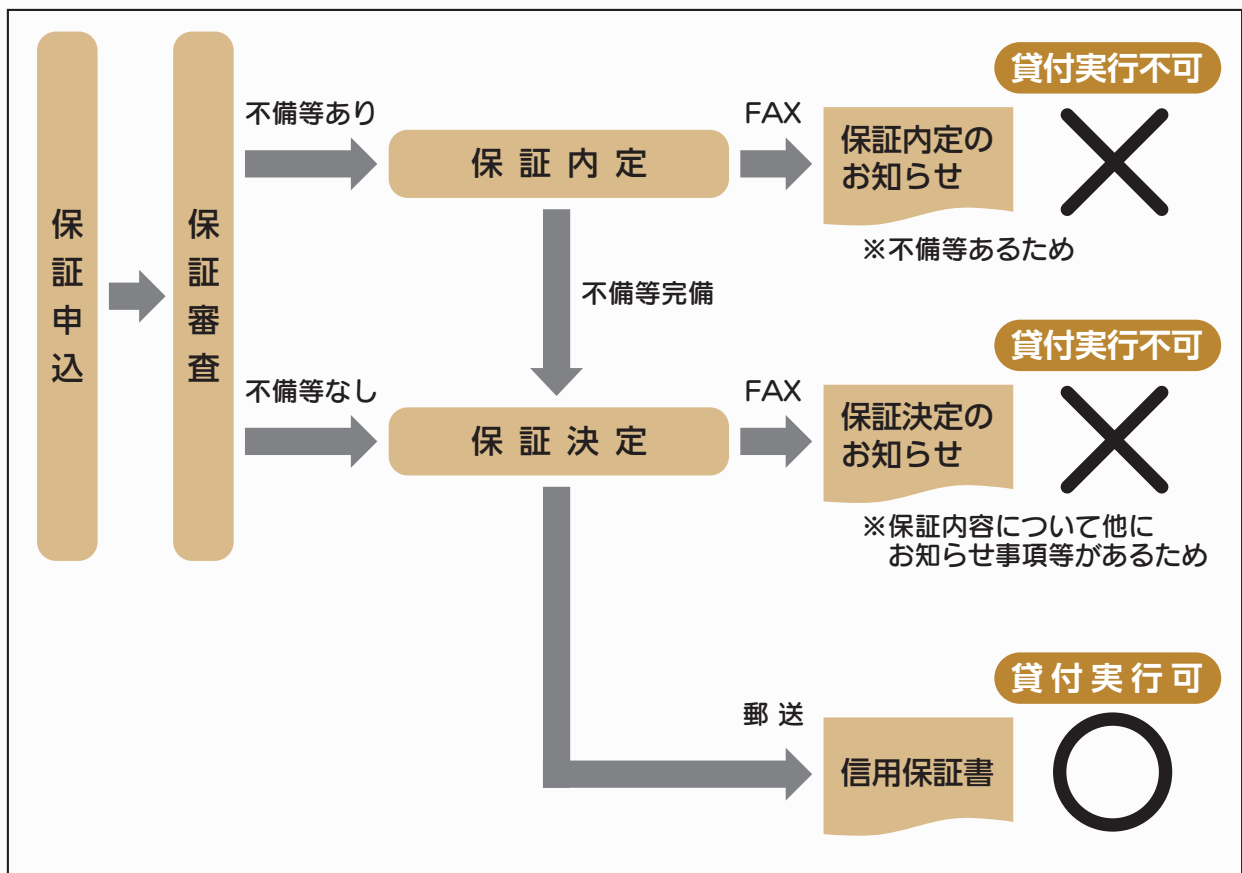 保証申込
保証審査
不備等あり
保証内定
FAX
保証内定の
お知らせ
貸付実行不可
※不備等あるため
不備等完備
不備等なし
保証決定
FAX
保証決定の
お知らせ
貸付実行不可
※保証内容について他に
お知らせ事項等があるため
郵送
信用保証書
貸付実行可